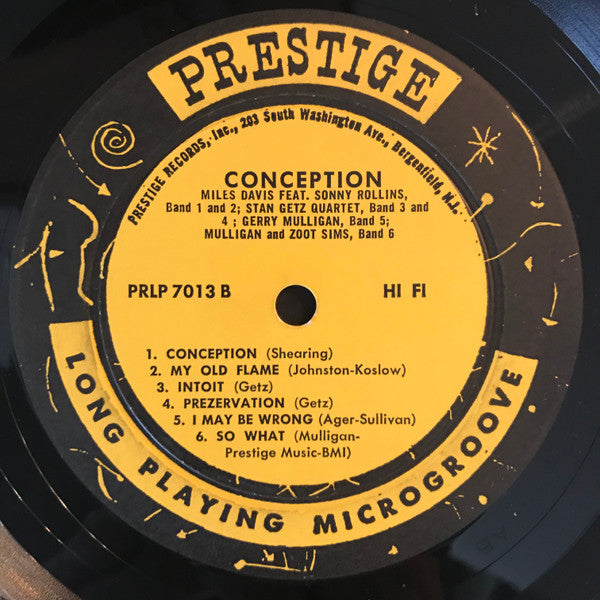 PRESTIGE
PRESTIGE RECORDS, Inc., 203 South Washington Ave., Bergenfield, N.J.
CONCEPTION
MILES DAVIS FEAT. SONNY ROLLINS,
Band 1 and 2; STAN GETZ QUARTET, Band 3 and
4 ; GERRY MULLIGAN, Band 5;
MULLIGAN and ZOOT SIMS, Band 6
PRLP 7013 B HI FI
1. CONCEPTION (Shearing)
2. MY OLD FLAME (Johnston-Koslow)
3. INTOIT (Getz)
4. PREZERVATION (Getz)
5. I MAY BE WRONG (Ager-Sullivan)
6. SO WHAT (Mulligan-
Prestige Music-BMI)
LONG PLAYING MICROGROOVE